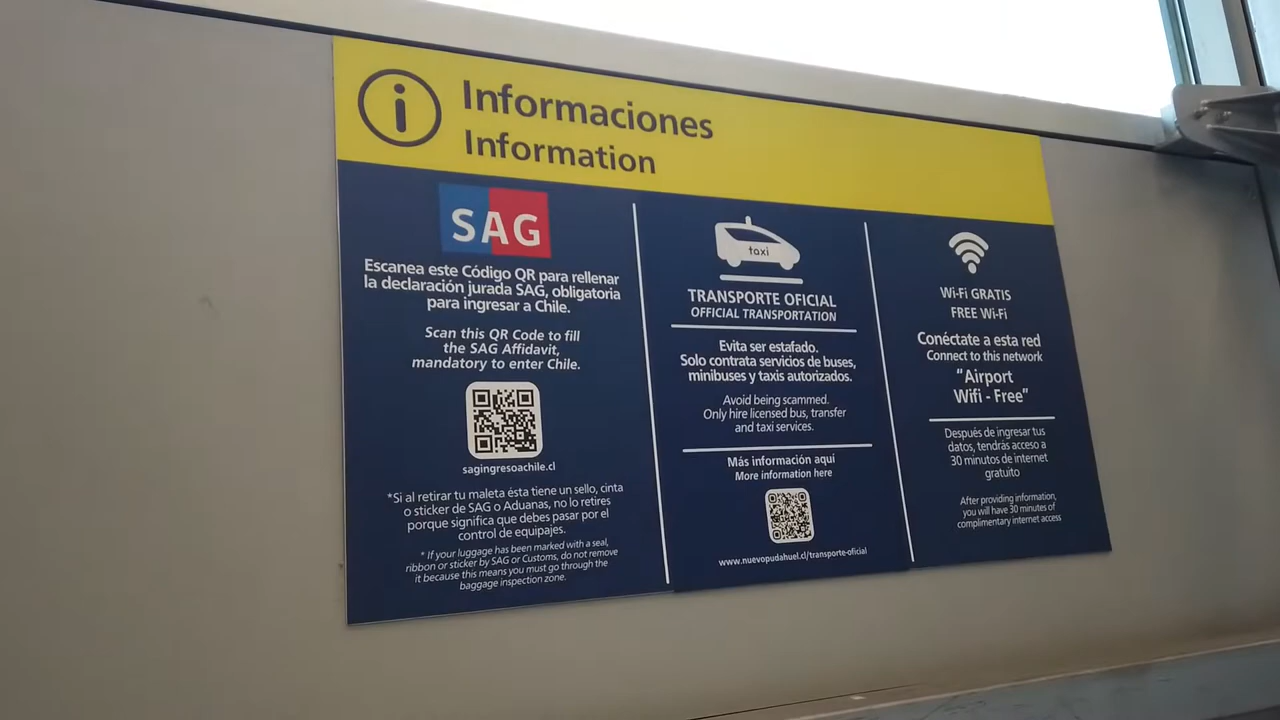 Informaciones
Information
SAG
Escanea este Código QR para rellenar
la declaración jurada SAG, obligatoria
para ingresar a Chile.
Scan this QR Code to fill
the SAG Affidavit,
mandatory to enter Chile.
sagingresoachile.cl
*Si al retirar tu maleta ésta tiene un sello, cinta
o sticker de SAG o Aduanas, no lo retires
porque significa que debes pasar por el
control de equipajes.
* If your luggage has been marked with a seal,
ribbon or sticker by SAG or Customs, do not remove
it because this means you must go through the
baggage inspection zone.
taxi
TRANSPORTE OFICIAL
OFFICIAL TRANSPORTATION
Evita ser estafado.
Solo contrata servicios de buses,
minibuses y taxis autorizados.
Avoid being scammed.
Only hire licensed bus, transfer
and taxi services.
Más información aquí
More information here
www.nuevopudahuel.cl/transporte-oficial
Wi-Fi GRATIS
FREE Wi-Fi
Conéctate a esta red
Connect to this network
"Airport
Wifi - Free"
Después de ingresar tus
datos, tendrás acceso a
30 minutos de internet
gratuito
After providing information,
you will have 30 minutes of
complimentary internet access